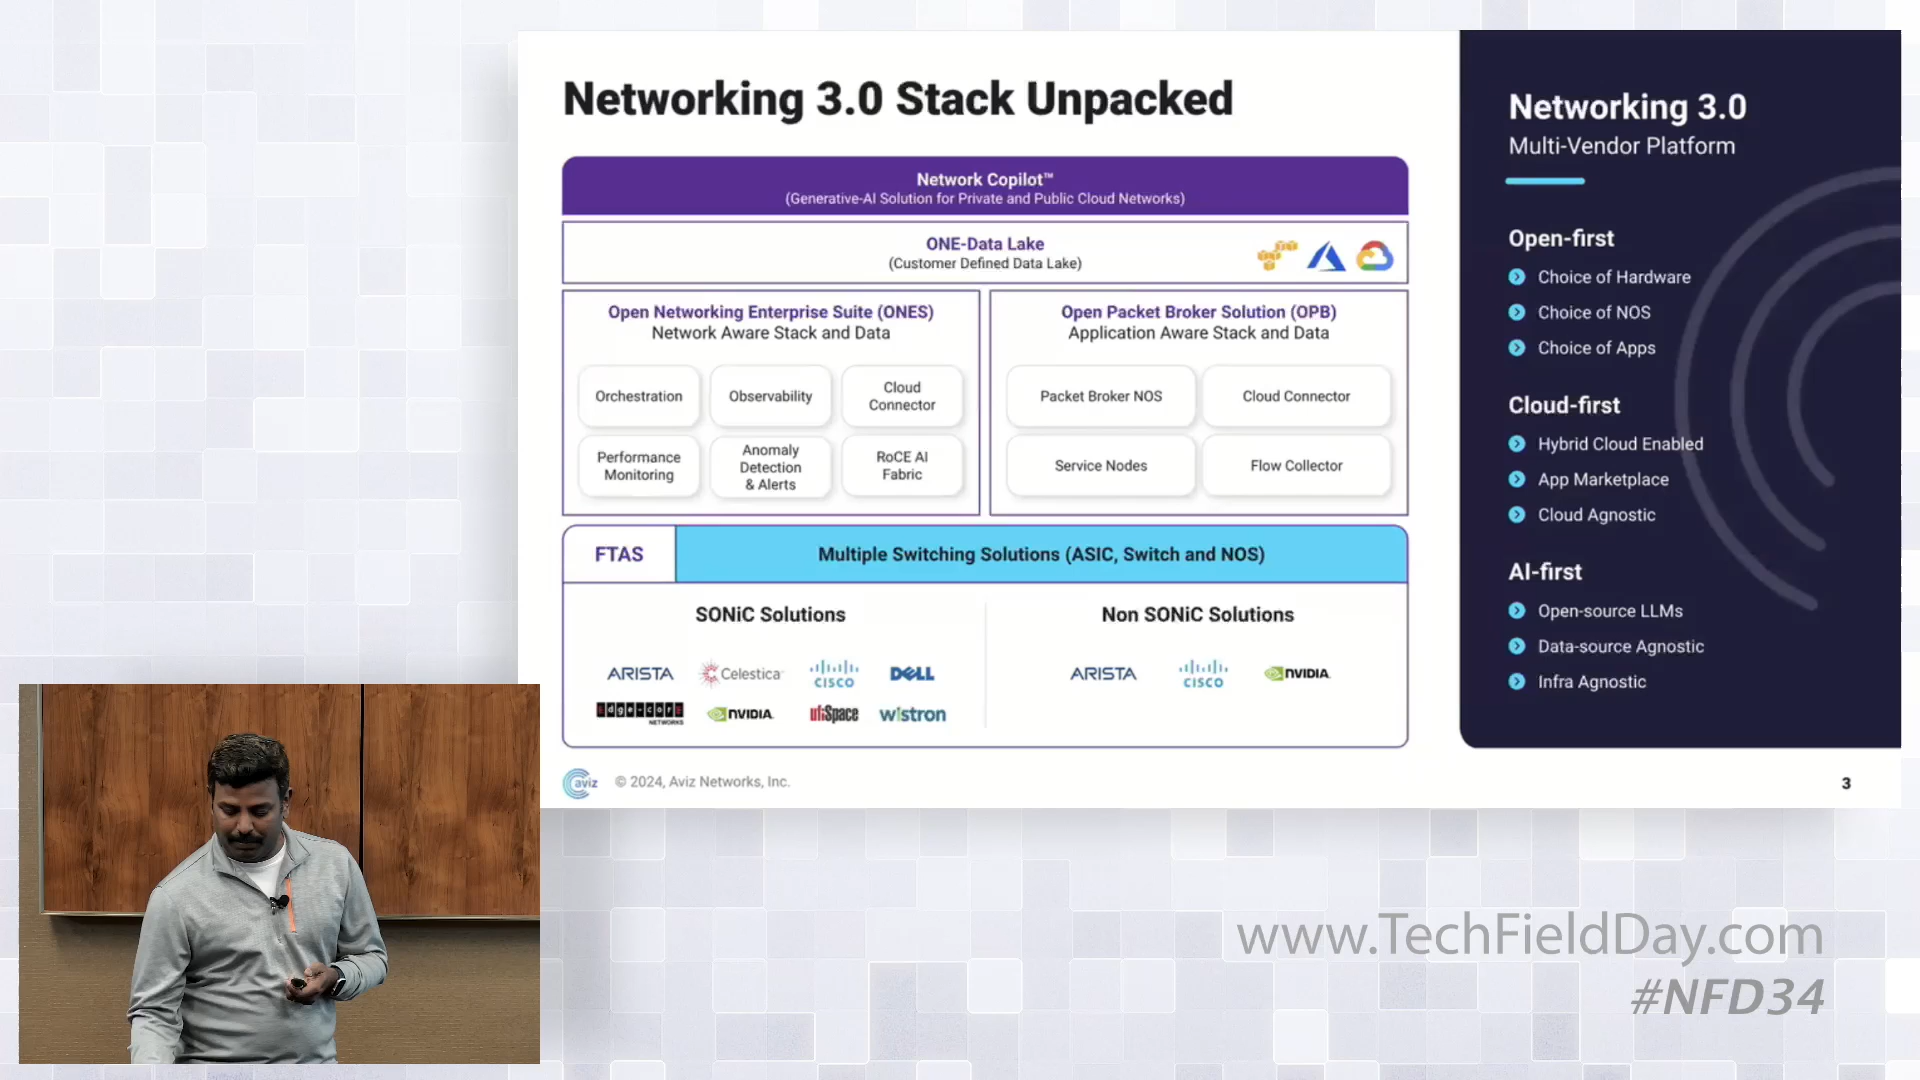 Networking 3.0 Stack Unpacked
Network Copilot™
(Generative-AI Solution for Private and Public Cloud Networks)
ONE-Data Lake
(Customer Defined Data Lake)
Open Networking Enterprise Suite (ONES)
Network Aware Stack and Data
Orchestration
Observability
Cloud
Connector
Performance
Monitoring
Anomaly
Detection
& Alerts
RoCE AI
Fabric
Open Packet Broker Solution (OPB)
Application Aware Stack and Data
Packet Broker NOS
Cloud Connector
Service Nodes
Flow Collector
FTAS
Multiple Switching Solutions (ASIC, Switch and NOS)
SONiC Solutions
ARISTA
Celestica
CISCO
DELL
Edge-corE
NETWORKS
NVIDIA
ufiSpace
wistron
Non SONiC Solutions
ARISTA
CISCO
NVIDIA
aviz
© 2024, Aviz Networks, Inc.
3
Networking 3.0
Multi-Vendor Platform
Open-first
Choice of Hardware
Choice of NOS
Choice of Apps
Cloud-first
Hybrid Cloud Enabled
App Marketplace
Cloud Agnostic
AI-first
Open-source LLMs
Data-source Agnostic
Infra Agnostic
www.TechFieldDay.com
#NFD34